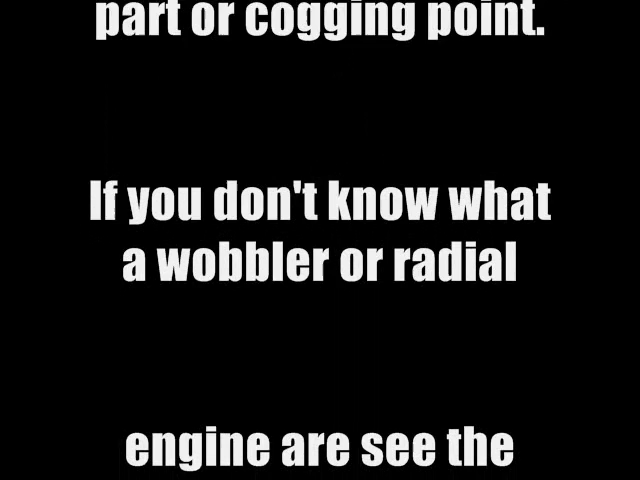 part or cogging point.
If you don't know what
a wobbler or radial
engine are see the